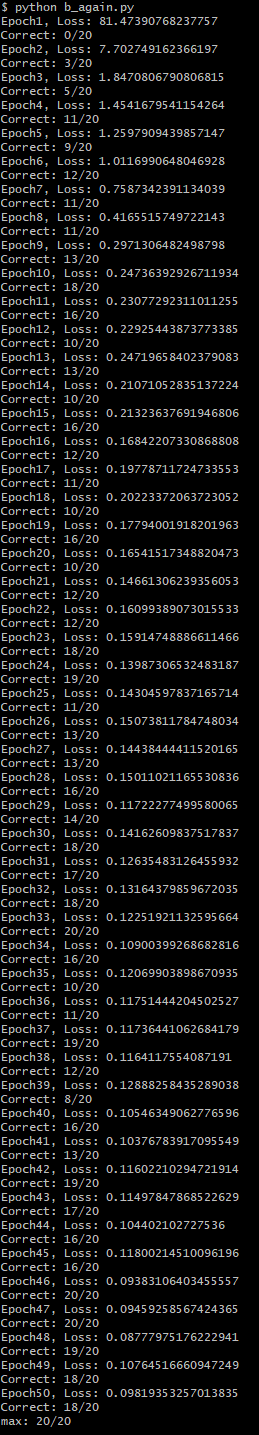 $ python b_again.py
Epoch1, Loss: 81.47390768237757
Correct: 0/20
Epoch2, Loss: 7.702749162366197
Correct: 3/20
Epoch3, Loss: 1.8470806790806815
Correct: 5/20
Epoch4, Loss: 1.4541679541154264
Correct: 11/20
Epoch5, Loss: 1.2597909439857147
Correct: 9/20
Epoch6, Loss: 1.0116990648046928
Correct: 12/20
Epoch7, Loss: 0.7587342391134039
Correct: 11/20
Epoch8, Loss: 0.4165515749722143
Correct: 11/20
Epoch9, Loss: 0.2971306482498798
Correct: 13/20
Epoch10, Loss: 0.24736392926711934
Correct: 18/20
Epoch11, Loss: 0.23077292311011255
Correct: 16/20
Epoch12, Loss: 0.22925443873773385
Correct: 10/20
Epoch13, Loss: 0.24719658402379083
Correct: 13/20
Epoch14, Loss: 0.21071052835137224
Correct: 10/20
Epoch15, Loss: 0.21323637691946806
Correct: 16/20
Epoch16, Loss: 0.16842207330868808
Correct: 12/20
Epoch17, Loss: 0.19778711724733553
Correct: 11/20
Epoch18, Loss: 0.20223372063723052
Correct: 10/20
Epoch19, Loss: 0.17794001918201963
Correct: 16/20
Epoch20, Loss: 0.16541517348820473
Correct: 10/20
Epoch21, Loss: 0.14661306239356053
Correct: 12/20
Epoch22, Loss: 0.16099389073015533
Correct: 12/20
Epoch23, Loss: 0.15914748886611466
Correct: 18/20
Epoch24, Loss: 0.13987306532483187
Correct: 19/20
Epoch25, Loss: 0.14304597837165714
Correct: 11/20
Epoch26, Loss: 0.15073811784748034
Correct: 13/20
Epoch27, Loss: 0.14438444411520165
Correct: 13/20
Epoch28, Loss: 0.15011021165530836
Correct: 16/20
Epoch29, Loss: 0.11722277499580065
Correct: 14/20
Epoch30, Loss: 0.14162609837517837
Correct: 18/20
Epoch31, Loss: 0.12635483126455932
Correct: 17/20
Epoch32, Loss: 0.13164379859672035
Correct: 18/20
Epoch33, Loss: 0.12251921132595664
Correct: 20/20
Epoch34, Loss: 0.10900399268682816
Correct: 16/20
Epoch35, Loss: 0.12069903898670935
Correct: 10/20
Epoch36, Loss: 0.11751444204502527
Correct: 11/20
Epoch37, Loss: 0.11736441062684179
Correct: 19/20
Epoch38, Loss: 0.1164117554087191
Correct: 12/20
Epoch39, Loss: 0.12888258435289038
Correct: 8/20
Epoch40, Loss: 0.10546349062776596
Correct: 16/20
Epoch41, Loss: 0.10376783917095549
Correct: 13/20
Epoch42, Loss: 0.11602210294721914
Correct: 19/20
Epoch43, Loss: 0.11497847868522629
Correct: 17/20
Epoch44, Loss: 0.104402102727536
Correct: 16/20
Epoch45, Loss: 0.11800214510096196
Correct: 16/20
Epoch46, Loss: 0.09383106403455557
Correct: 20/20
Epoch47, Loss: 0.09459258567424365
Correct: 20/20
Epoch48, Loss: 0.08777975176222941
Correct: 19/20
Epoch49, Loss: 0.10764516660947249
Correct: 18/20
Epoch50, Loss: 0.09819353257013835
Correct: 18/20
max: 20/20